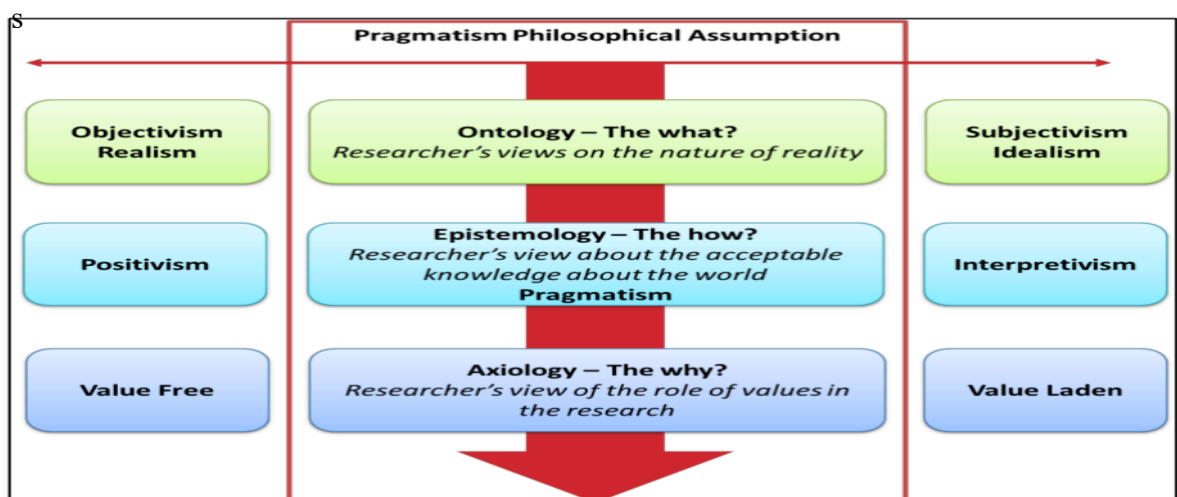 S
Pragmatism Philosophical Assumption
Objectivism
Realism
Ontology – The what?
Researcher's views on the nature of reality
Subjectivism
Idealism
Positivism
Epistemology – The how?
Researcher's view about the acceptable
knowledge about the world
Pragmatism
Interpretivism
Value Free
Axiology – The why?
Researcher's view of the role of values in
the research
Value Laden